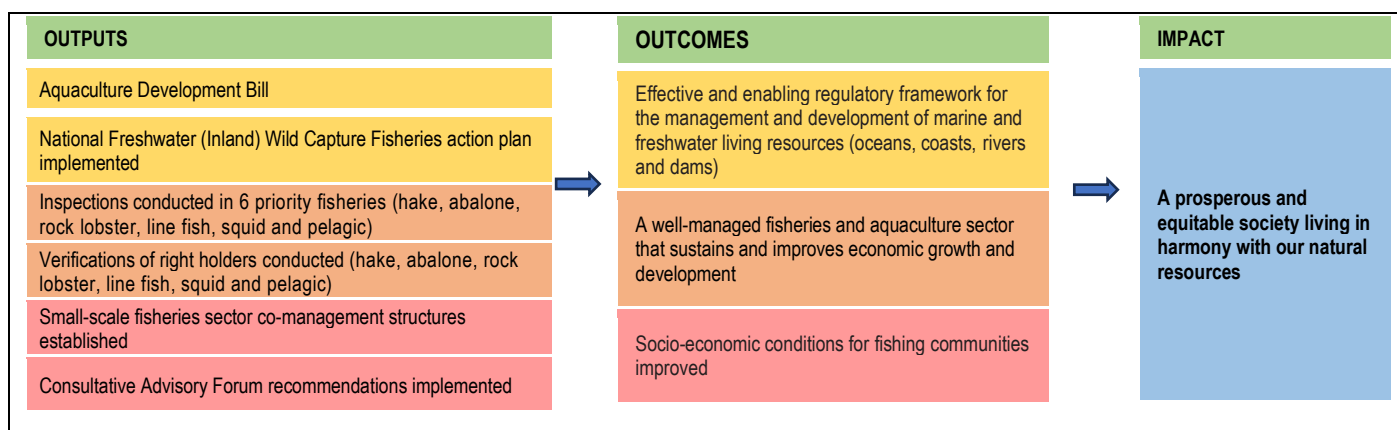 OUTPUTS
Aquaculture Development Bill
National Freshwater (Inland) Wild Capture Fisheries action plan
implemented
Inspections conducted in 6 priority fisheries (hake, abalone,
rock lobster, line fish, squid and pelagic)
Verifications of right holders conducted (hake, abalone, rock
lobster, line fish, squid and pelagic)
Small-scale fisheries sector co-management structures
established
Consultative Advisory Forum recommendations implemented
OUTCOMES
Effective and enabling regulatory framework for
the management and development of marine and
freshwater living resources (oceans, coasts, rivers
and dams)
A well-managed fisheries and aquaculture sector
that sustains and improves economic growth and
development
Socio-economic conditions for fishing communities
improved
IMPACT
A prosperous and
equitable society living in
harmony with our natural
resources